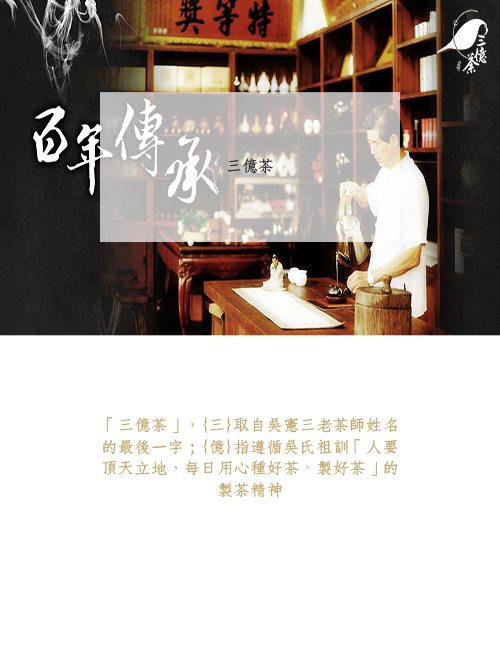 獎等特
三億茶
百年傳承
三億茶
「三億茶」，{三}取自吳憲三老茶師姓名
的最後一字；{億}指遵循吳氏祖訓「人要
頂天立地，每日用心種好茶、製好茶」的
製茶精神